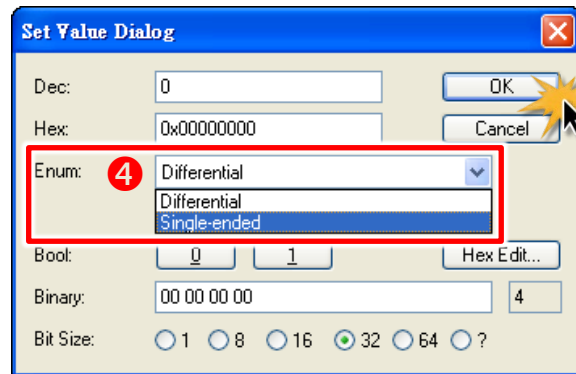 Set Value Dialog
Dec: 0 OK
Hex: 0x00000000 Cancel
Enum: 4 Differential
Differential
Single-ended
Bool: 0 1 Hex Edit...
Binary: 00 00 00 00 4
Bit Size: 1 8 16 32 64 ?